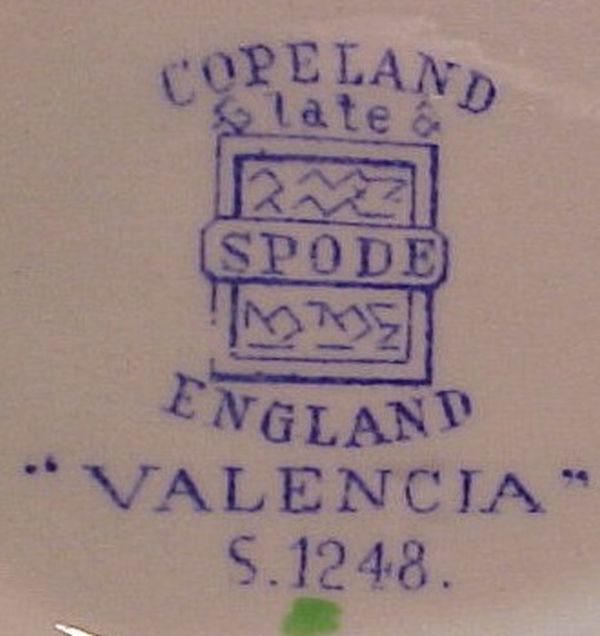 COPELAND
late
SPODE
ENGLAND
"VALENCIA"
S.1248.